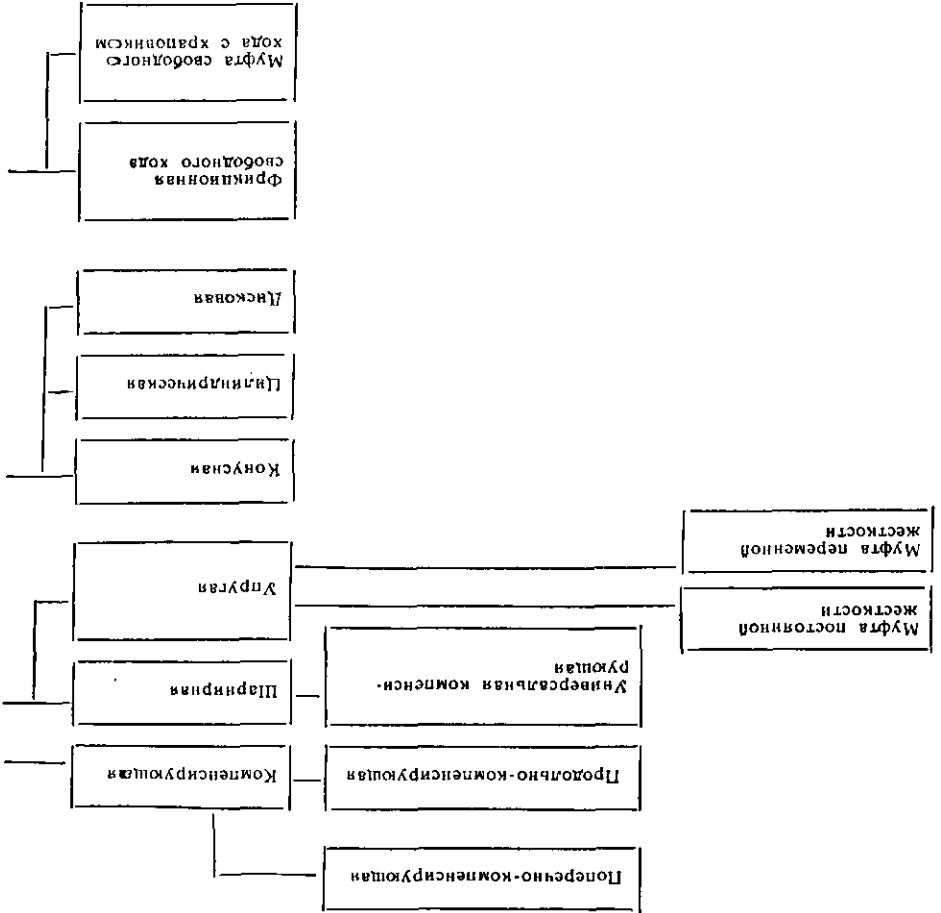 Поперечно-компенсирующая
Продольно-компенсирующая
Компенсирующая
Универсальная компенси-
рующая
Шарнирная
Муфта постоянной
жесткости
Муфта переменной
жесткости
Упругая
Конусная
Цилиндрическая
Дисковая
Фрикционная
свободного хода
Муфта свободного
хода с храповиком